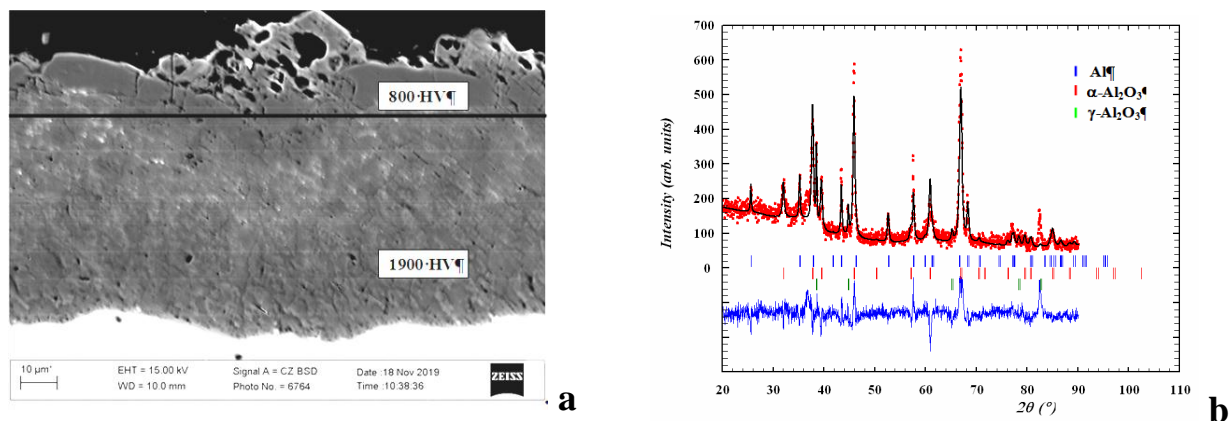 800·HV¶
1900·HV¶
10 µm'
EHT = 15.00 kV
WD = 10.0 mm
Signal A = CZ BSD
Photo No. = 6764
Date :18 Nov 2019
Time :10.38.36
ZEISS
a
700
600
500
400
300
200
100
0
Intensity (arb. units)
Al¶
α-Al₂O₃¶
γ-Al₂O₃¶
20 30 40 50 60 70 80 90 100 110
2θ (°)
b